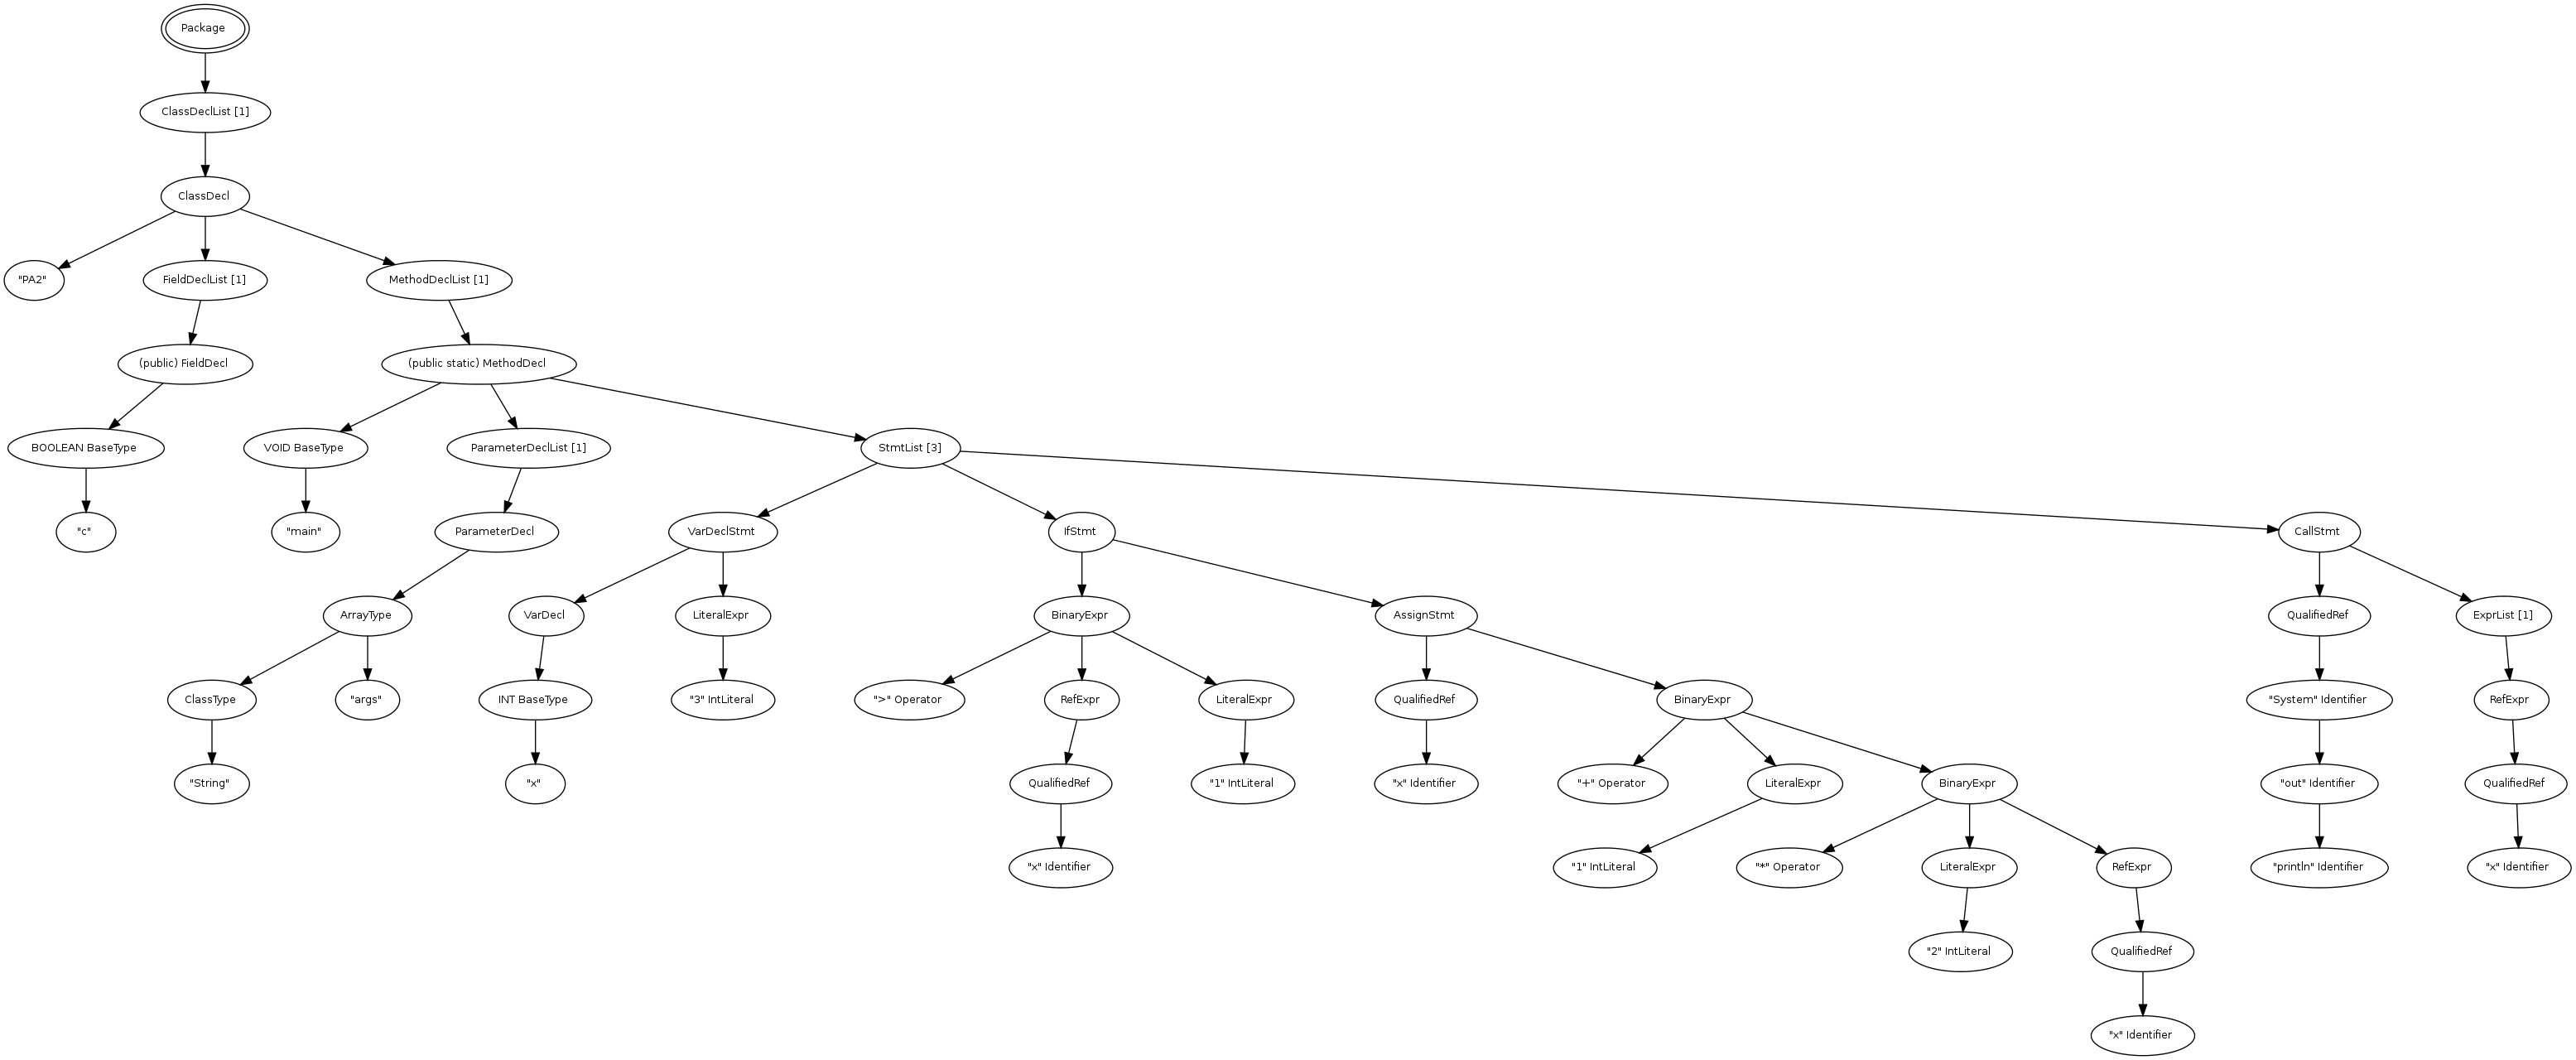 Package
ClassDeclList [1]
ClassDecl
"PA2"
FieldDeclList [1]
MethodDeclList [1]
(public) FieldDecl
(public static) MethodDecl
BOOLEAN BaseType
VOID BaseType
ParameterDeclList [1]
StmtList [3]
"c"
"main"
ParameterDecl
VarDeclStmt
IfStmt
CallStmt
ArrayType
VarDecl
LiteralExpr
BinaryExpr
AssignStmt
QualifiedRef
ExprList [1]
ClassType
"args"
INT BaseType
"3" IntLiteral
">" Operator
RefExpr
LiteralExpr
QualifiedRef
BinaryExpr
"System" Identifier
RefExpr
"String"
"x"
QualifiedRef
"1" IntLiteral
"x" Identifier
"+" Operator
LiteralExpr
BinaryExpr
"out" Identifier
QualifiedRef
"x" Identifier
"1" IntLiteral
"*" Operator
LiteralExpr
RefExpr
"println" Identifier
"x" Identifier
"2" IntLiteral
QualifiedRef
"x" Identifier